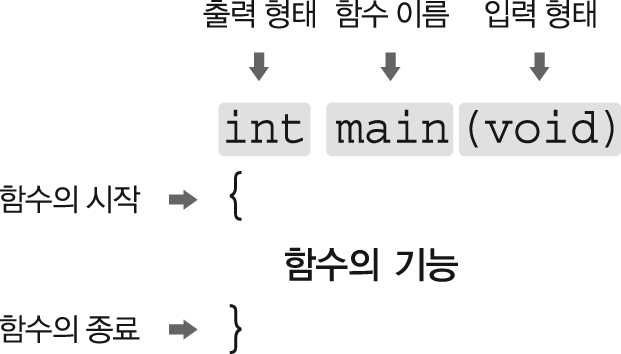 출력 형태 함수 이름 입력 형태
int main (void)
함수의 시작 {
함수의 기능
함수의 종료 }